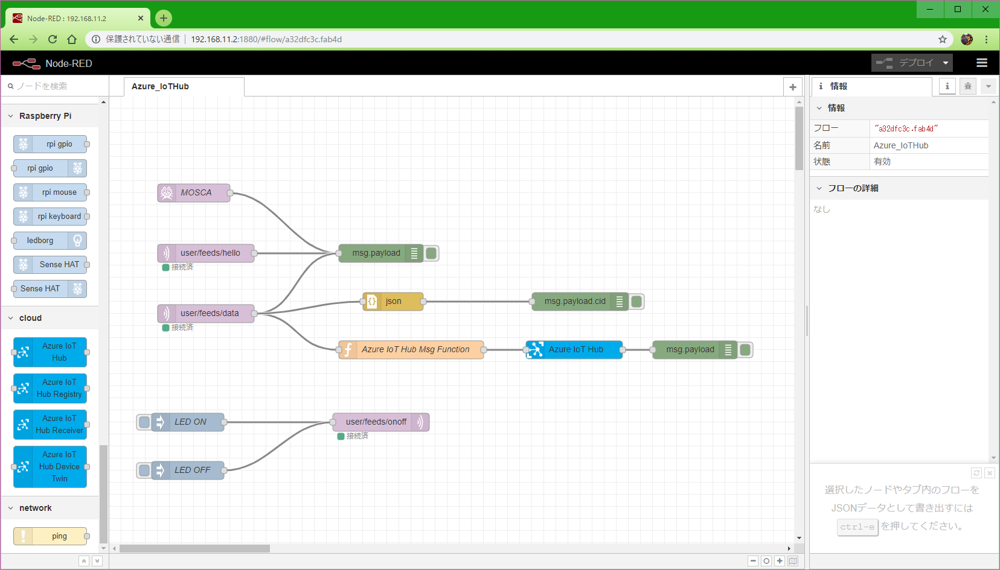 Node-RED : 192.168.11.2
保護されていない通信
192.168.11.2:1880/#flow/a32dfc3c.fab4d
Node-RED
デプロイ
ノードを検索
Raspberry Pi
rpi gpio
rpi gpio
rpi mouse
rpi keyboard
ledborg
Sense HAT
Sense HAT
cloud
Azure IoT
Hub
Azure IoT
Hub Registry
Azure IoT
Hub Receiver
Azure IoT
Hub Device
Twin
network
ping
Azure_IoTHub
MOSCA
user/feeds/hello
接続済
msg.payload
json
msg.payload.cid
user/feeds/data
接続済
Azure IoT Hub Msg Function
Azure IoT Hub
msg.payload
LED ON
user/feeds/onoff
接続済
LED OFF
情報
情報
フロー "a32dfc3c.fab4d"
名前 Azure_IoTHub
状態 有効
フローの詳細
なし
選択したノードやタブ内のフローを
JSONデータとして書き出すには
ctrl-e を押してください。